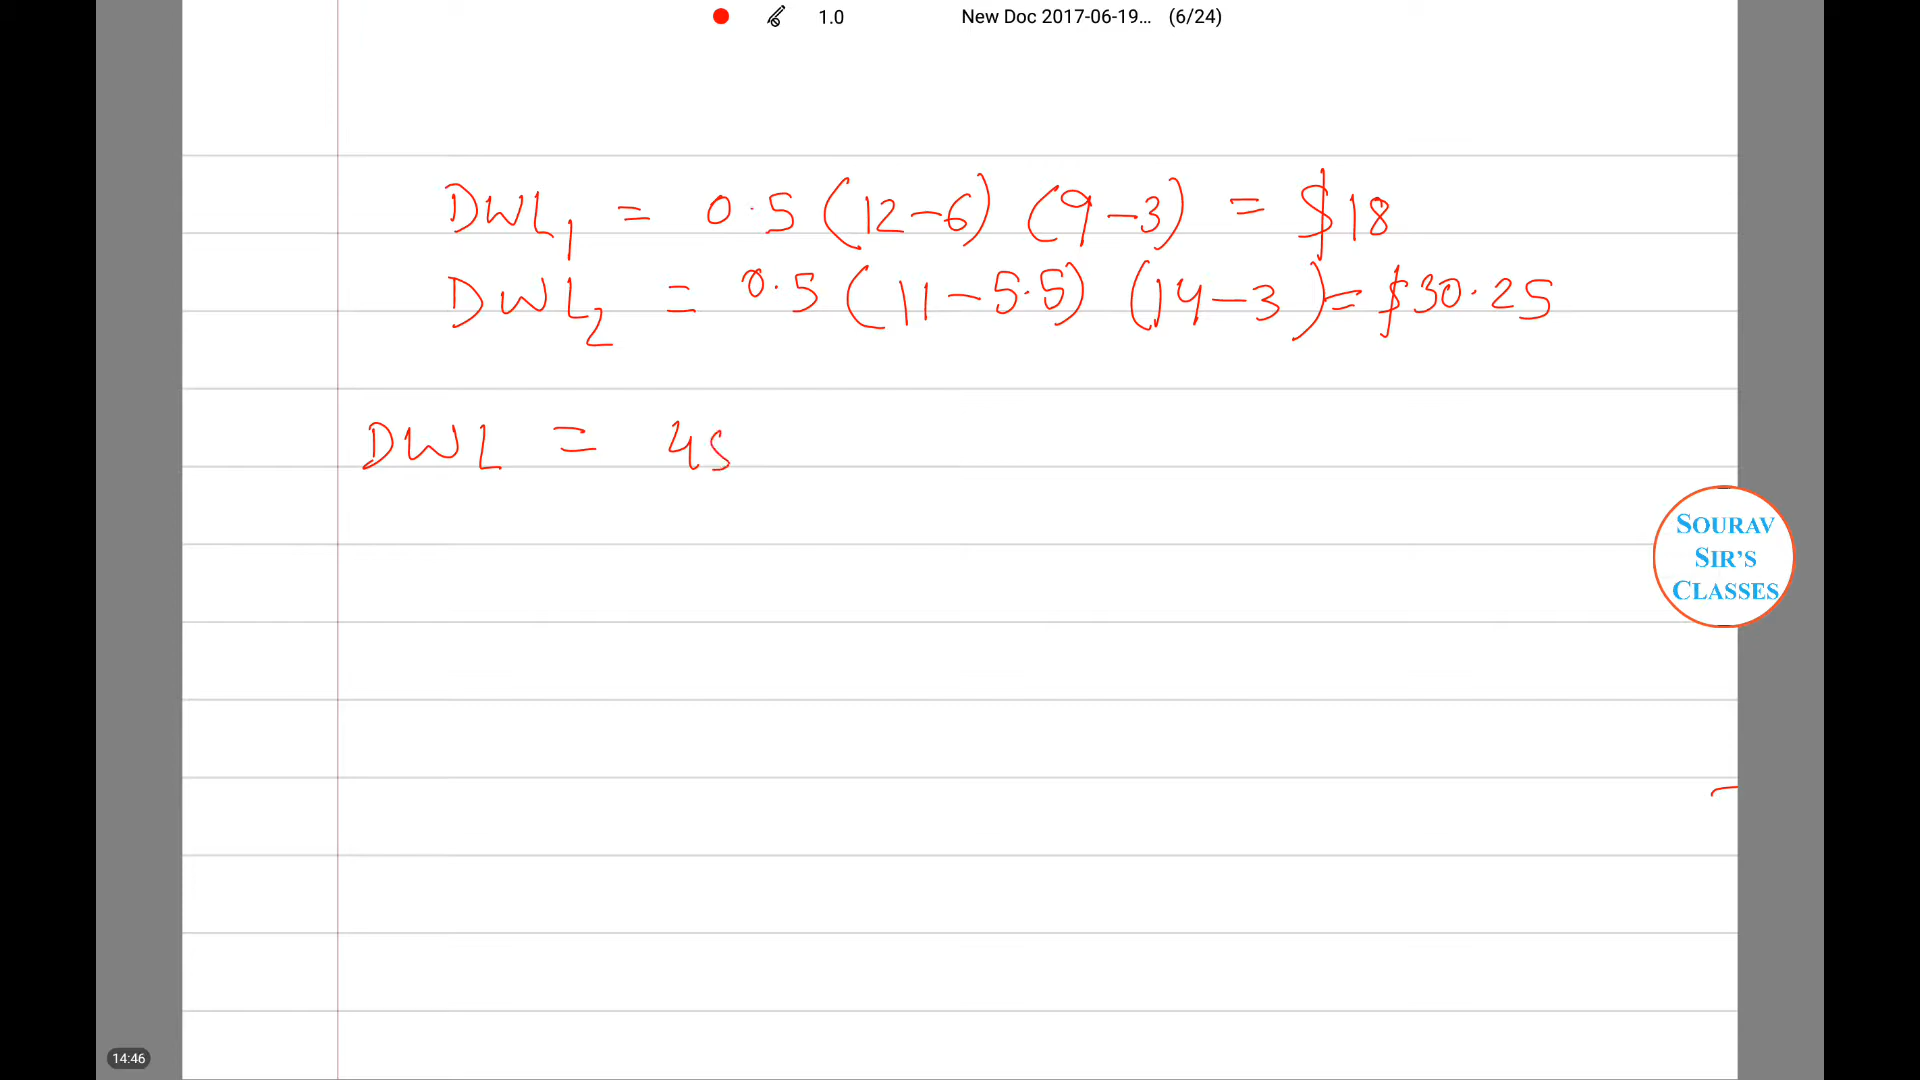 1.0 New Doc 2017-06-19... (6/24)
DWL₁ = 0.5 (12-6) (9-3) = $18
DWL₂ = 0.5 (11-5.5) (14-3) = $30.25
DWL = 45
SOURAV
SIR'S
CLASSES
14:46